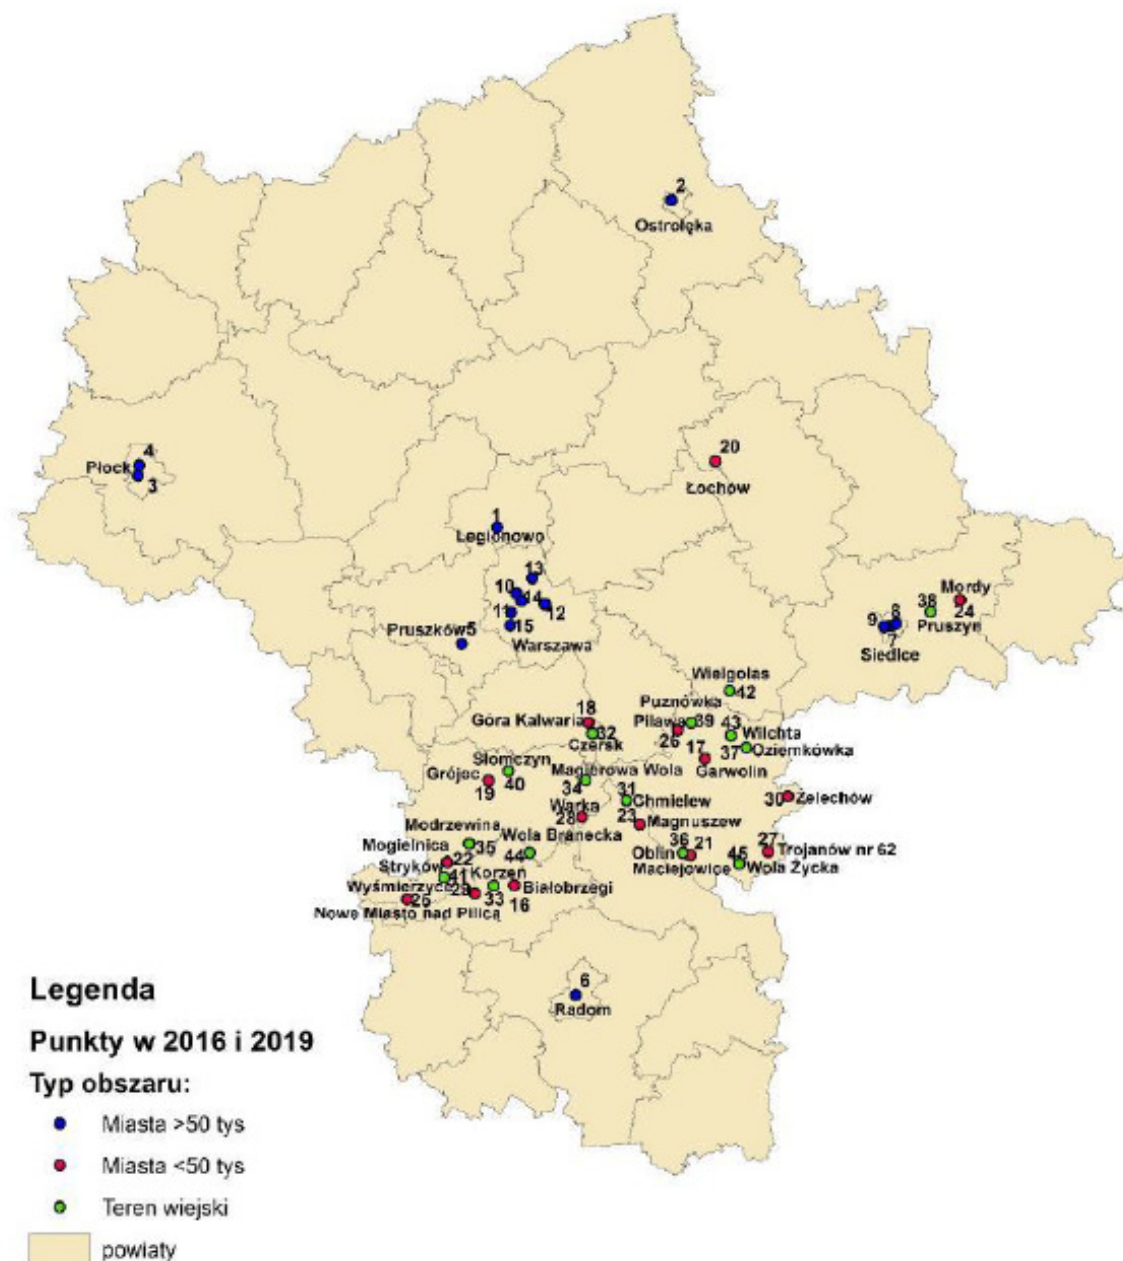 2
Ostrołęka
4
Płock
3
20
Łochów
1
Legionowo
13
10
14
11
12
15
Pruszków 5
Warszawa
Mordy
38
24
8
9
Pruszyn
7
Siedlce
Wielgolas
42
Puznówka
18
Góra Kalwaria
Pilawa 39
43
32
26
Wilchta
Czersk
17
37
Oziemkówka
Garwolin
Słomczyn
40
Magierowa Wola
Grójec
19
34
31
Chmielew
30 Żelechów
Warka
28
23
Magnuszew
Modrzewina
35
Wola Branecka
44
Mogielnica
22
36
21
Oblin
27
Trojanów nr 62
Maciejowice
45
Wola Życka
Stryków
41
Korzeń
Wyśmierzyce
29
33
16
Białobrzegi
25
Nowe Miasto nad Pilicą
6
Radom
Legenda
Punkty w 2016 i 2019
Typ obszaru:
Miasta >50 tys
Miasta <50 tys
Teren wiejski
powiaty